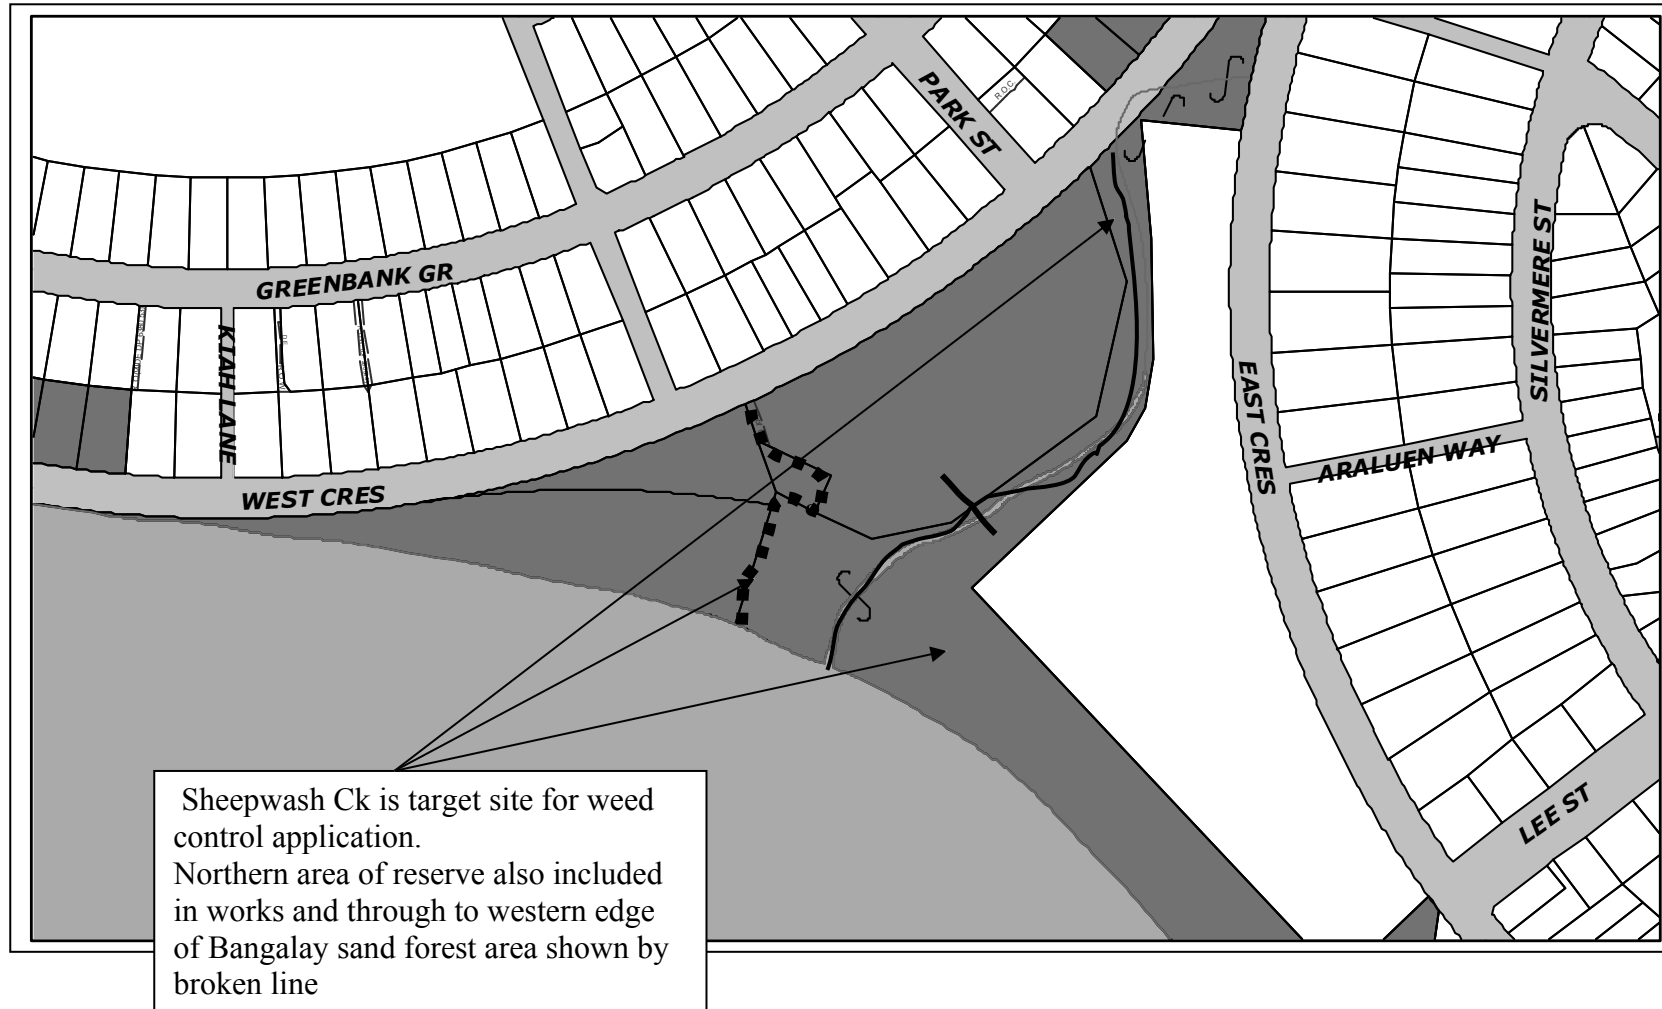 PARK ST
R.O.C.
GREENBANK GR
KIAH LANE
WEST CRES
EAST CRES
SILVERMERE ST
ARALUEN WAY
LEE ST
Sheepwash Ck is target site for weed
control application.
Northern area of reserve also included
in works and through to western edge
of Bangalay sand forest area shown by
broken line